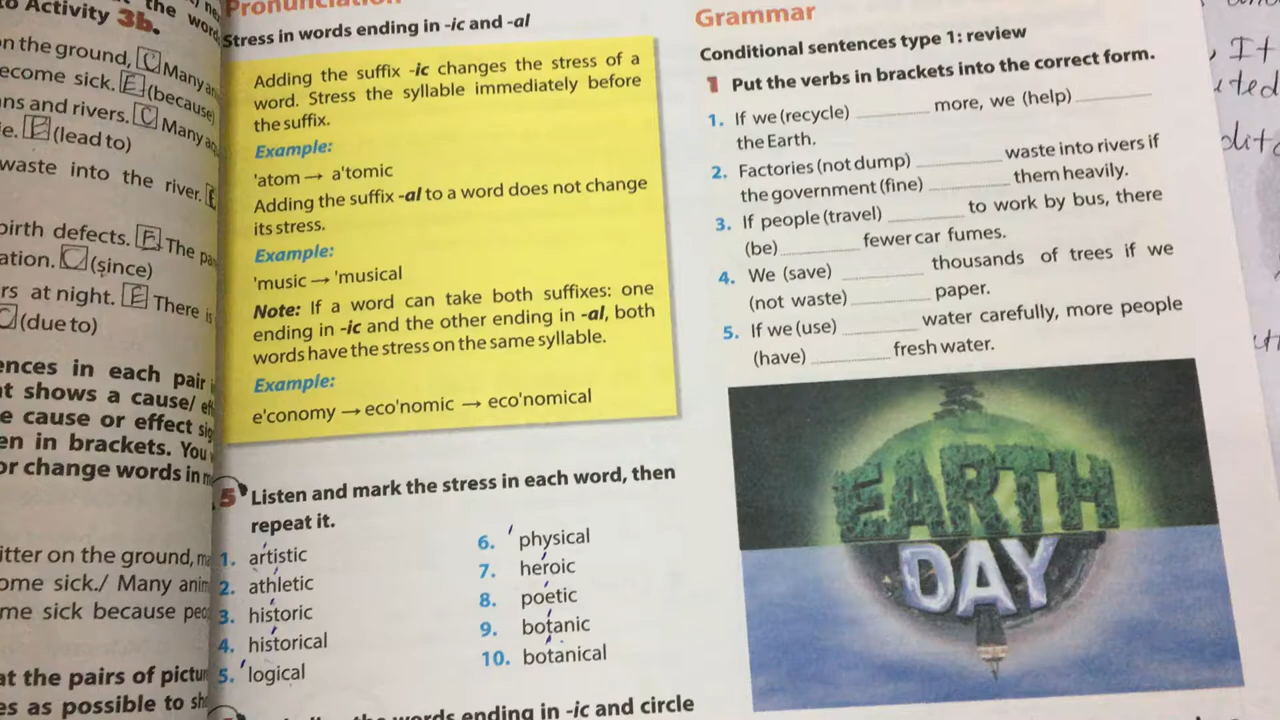 Activity 3b.
the word
on the ground, C Many
ecome sick. E (because)
ns and rivers. C Many
e. E (lead to)
waste into the river. E
birth defects. E The
ation. C (since)
rs at night. E There is
C (due to)
ences in each pair
at shows a cause/
e cause or effect
en in brackets. You
or change words in
itter on the ground,
ome sick./ Many anim
me sick because peo
at the pairs of pictur
es as possible to sh
Pronunciation
Stress in words ending in -ic and -al
Adding the suffix -ic changes the stress of a
word. Stress the syllable immediately before
the suffix.
Example:
'atom → a'tomic
Adding the suffix -al to a word does not change
its stress.
Example:
'music → 'musical
Note: If a word can take both suffixes: one
ending in -ic and the other ending in -al, both
words have the stress on the same syllable.
Example:
e'conomy → eco'nomic → eco'nomical
5 Listen and mark the stress in each word, then
repeat it.
1. artistic
2. athletic
3. historic
4. historical
5. 'logical
6. 'physical
7. heroic
8. poetic
9. botanic
10. botanical
the words ending in -ic and circle
Grammar
Conditional sentences type 1: review
1 Put the verbs in brackets into the correct form.
1. If we (recycle) ________ more, we (help) ________
the Earth.
2. Factories (not dump) ________ waste into rivers if
the government (fine) ________ them heavily.
3. If people (travel) ________ to work by bus, there
(be) ________ fewer car fumes.
4. We (save) ________ thousands of trees if we
(not waste) ________ paper.
5. If we (use) ________ water carefully, more people
(have) ________ fresh water.
EARTH
DAY
It